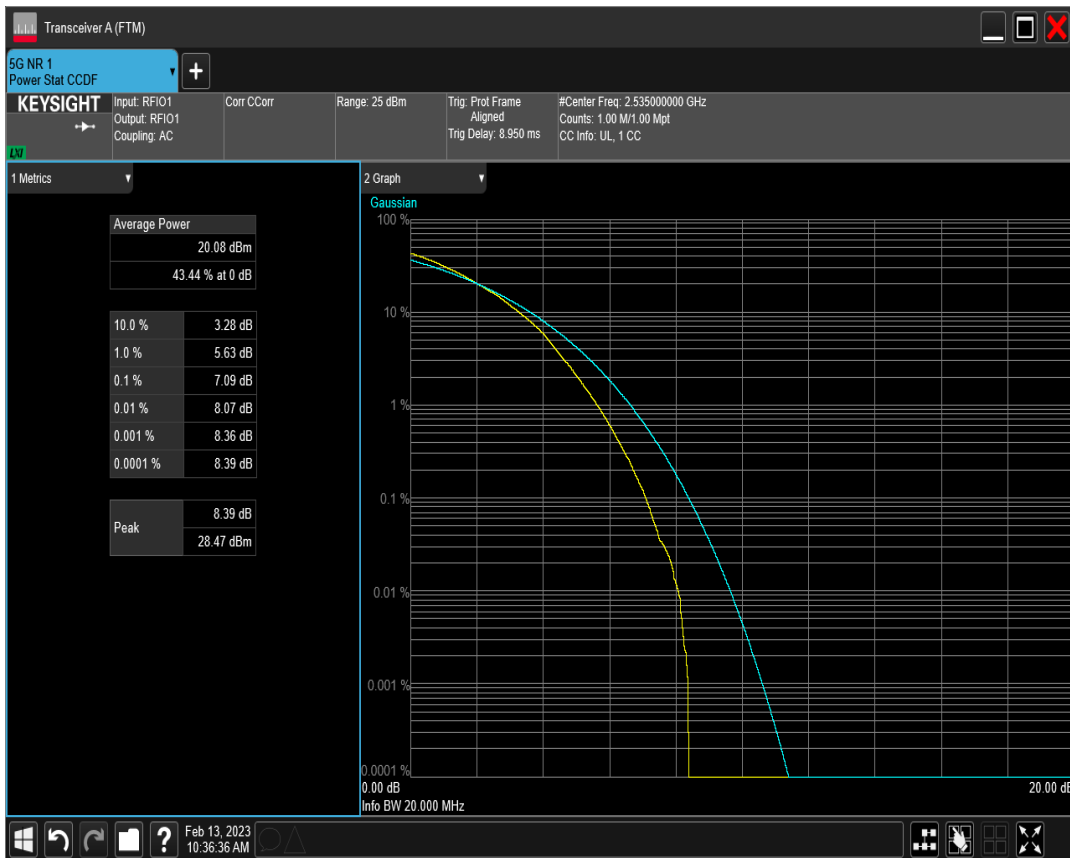 Transceiver A (FTM)
5G NR 1
Power Stat CCDF
+
KEYSIGHT
LXI
Input: RFIO1
Output: RFIO1
Coupling: AC
Corr CCorr
Range: 25 dBm
Trig: Prot Frame
Aligned
Trig Delay: 8.950 ms
#Center Freq: 2.535000000 GHz
Counts: 1.00 M/1.00 Mpt
CC Info: UL, 1 CC
1 Metrics
Average Power
20.08 dBm
43.44 % at 0 dB
10.0 % 3.28 dB
1.0 % 5.63 dB
0.1 % 7.09 dB
0.01 % 8.07 dB
0.001 % 8.36 dB
0.0001 % 8.39 dB
Peak 8.39 dB
28.47 dBm
2 Graph
Gaussian
100 %
10 %
1 %
0.1 %
0.01 %
0.001 %
0.0001 %
0.00 dB 20.00 dB
Info BW 20.000 MHz
?
Feb 13, 2023
10:36:36 AM